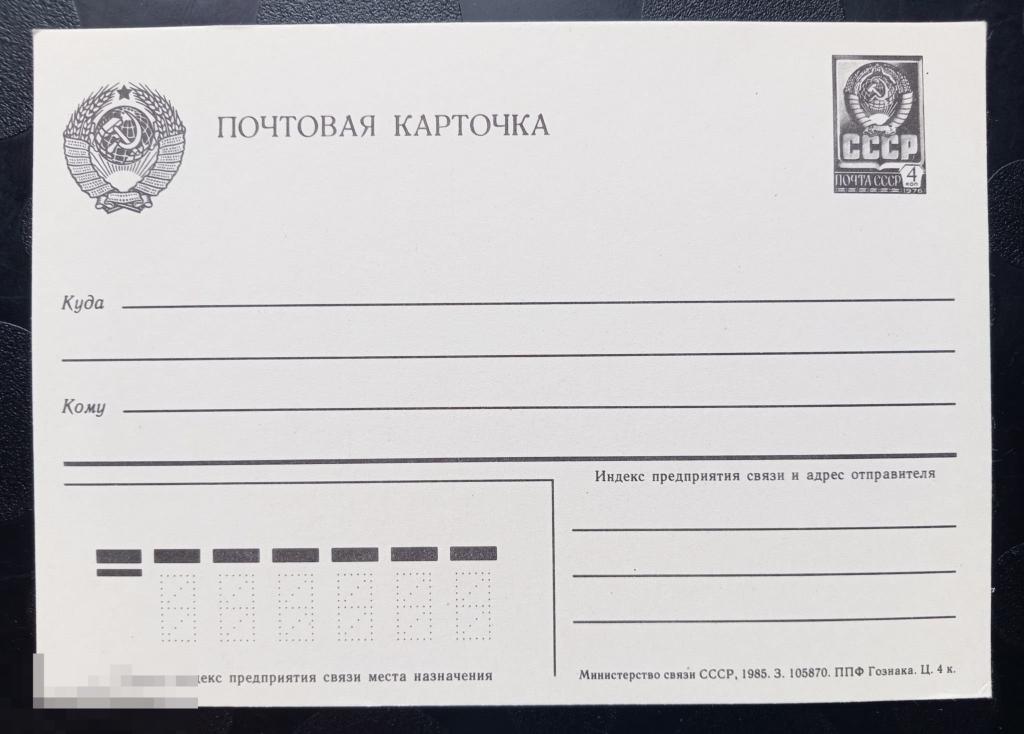 ПОЧТОВАЯ КАРТОЧКА
СССР
ПОЧТА СССР 4 коп
1976
Куда
Кому
Индекс предприятия связи и адрес отправителя
предприятия связи места назначения
Министерство связи СССР, 1985. З. 105870. ППФ Гознака. Ц. 4 к.